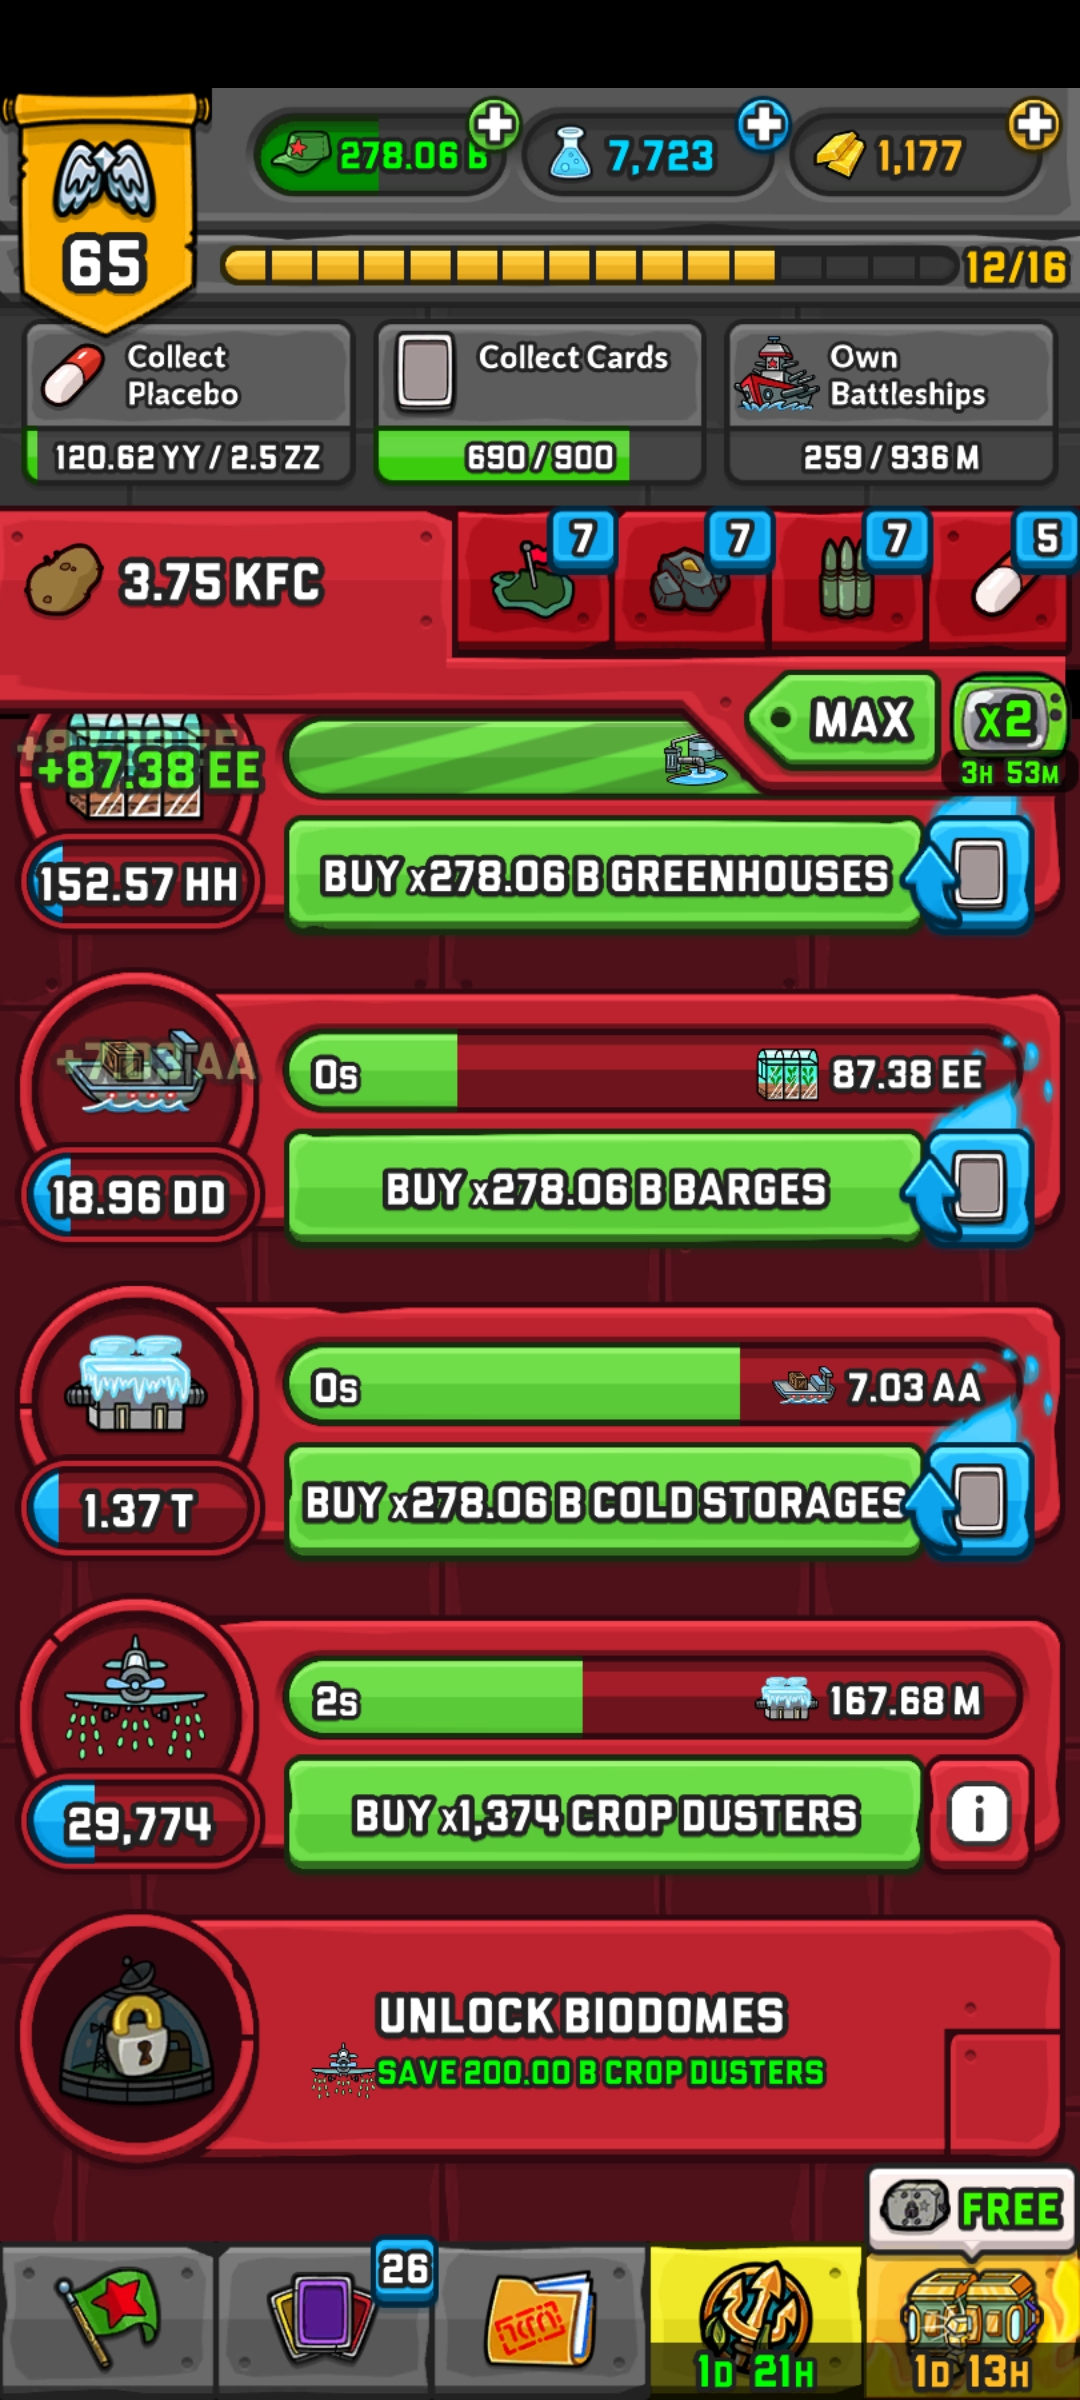 278.06 B
7,723
1,177
65
12/16
Collect
Placebo
120.62 YY / 2.5 ZZ
Collect Cards
690/900
Own
Battleships
259/936 M
3.75 KFC
7
7
7
5
MAX
x2
3H 53M
+87.38 EE
152.57 HH
BUY x278.06 B GREENHOUSES
+7.03 AA
0s
87.38 EE
18.96 DD
BUY x278.06 B BARGES
0s
7.03 AA
1.37 T
BUY x278.06 B COLD STORAGES
2s
167.68 M
29,774
BUY x1,374 CROP DUSTERS
i
UNLOCK BIODOMES
SAVE 200.00 B CROP DUSTERS
FREE
26
1D 21H
1D 13H